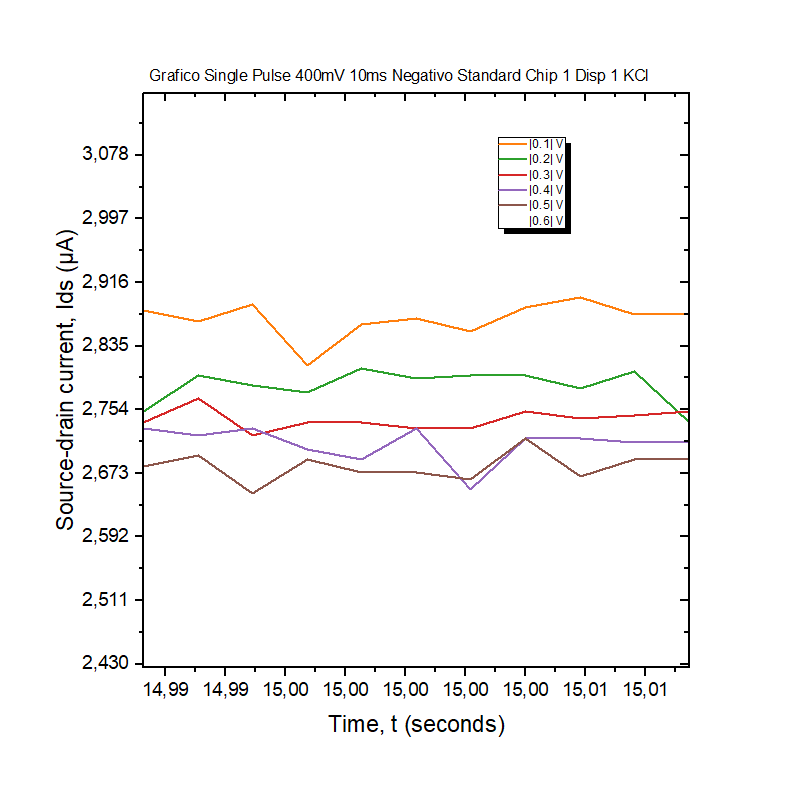 Grafico Single Pulse 400mV 10ms Negativo Standard Chip 1 Disp 1 KCl
|0.1| V
|0.2| V
|0.3| V
|0.4| V
|0.5| V
|0.6| V
3,078
2,997
2,916
2,835
2,754
2,673
2,592
2,511
2,430
Source-drain current, Ids (µA)
14,99 14,99 15,00 15,00 15,00 15,00 15,00 15,01 15,01
Time, t (seconds)